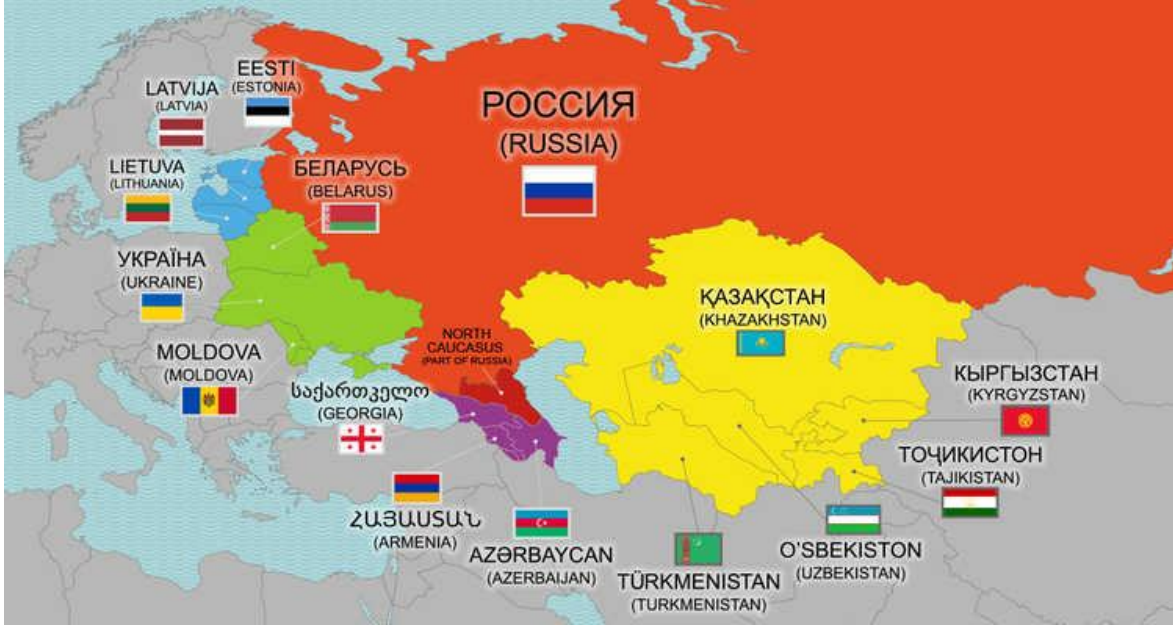 EESTI
(ESTONIA)
LATVIJA
(LATVIA)
РОССИЯ
(RUSSIA)
LIETUVA
(LITHUANIA)
БЕЛАРУСЬ
(BELARUS)
УКРАЇНА
(UKRAINE)
ҚАЗАҚСТАН
(KHAZAKHSTAN)
NORTH
CAUCASUS
(PART OF RUSSIA)
MOLDOVA
(MOLDOVA)
КЫРГЫЗСТАН
(KYRGYZSTAN)
საქართველო
(GEORGIA)
ТОҶИКИСТОН
(TAJIKISTAN)
ՀԱՅԱՍՏԱՆ
(ARMENIA)
AZƏRBAYCAN
(AZERBAIJAN)
O'SBEKISTON
(UZBEKISTAN)
TÜRKMENISTAN
(TURKMENISTAN)